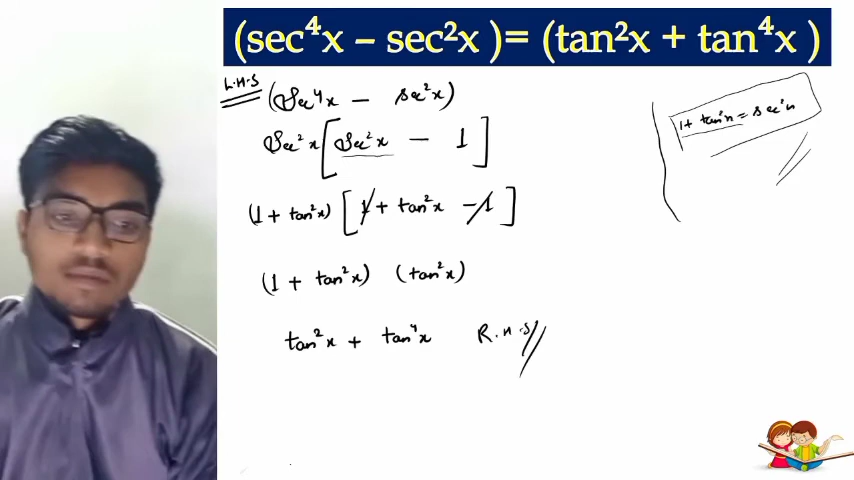 (sec⁴x – sec²x )= (tan²x + tan⁴x )
L.H.S (Sec⁴x – sec²x)
Sec²x [Sec²x – 1]
1 + tan²x = sec²x
(1 + tan²x) [1 + tan²x – 1]
(1 + tan²x) (tan²x)
tan²x + tan⁴x R.H.S